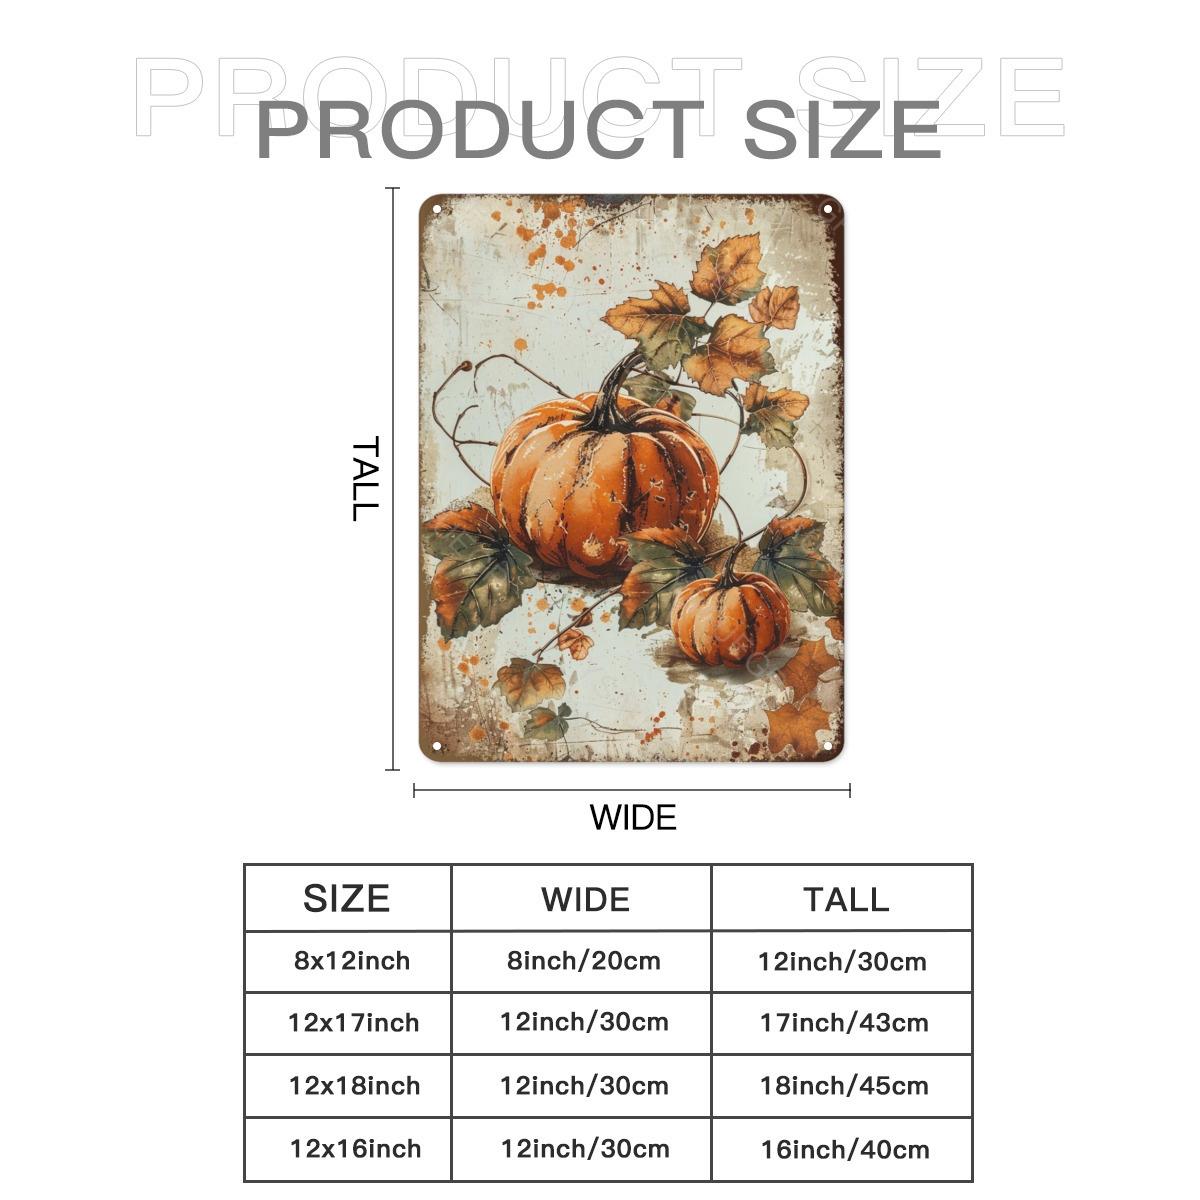 PRODUCT SIZE
PRODUCT SIZE
TALL
WIDE
SIZE WIDE TALL
8x12inch 8inch/20cm 12inch/30cm
12x17inch 12inch/30cm 17inch/43cm
12x18inch 12inch/30cm 18inch/45cm
12x16inch 12inch/30cm 16inch/40cm